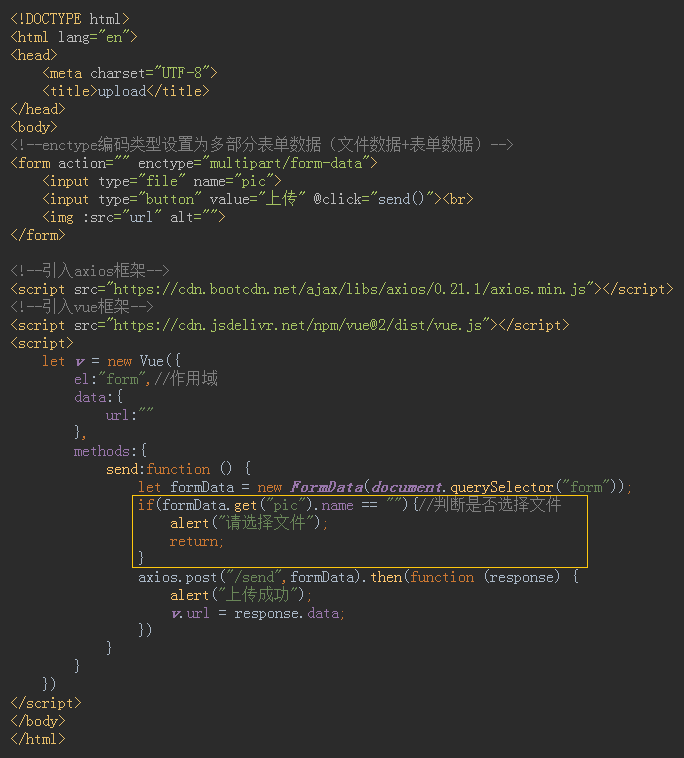 <!DOCTYPE html>
<html lang="en">
<head>
    <meta charset="UTF-8">
    <title>upload</title>
</head>
<body>
<!--enctype编码类型设置为多部分表单数据（文件数据+表单数据）-->
<form action="" enctype="multipart/form-data">
    <input type="file" name="pic">
    <input type="button" value="上传" @click="send()"><br>
    <img :src="url" alt="">
</form>

<!--引入axios框架-->
<script src="https://cdn.bootcdn.net/ajax/libs/axios/0.21.1/axios.min.js"></script>
<!--引入vue框架-->
<script src="https://cdn.jsdelivr.net/npm/vue@2/dist/vue.js"></script>
<script>
    let v = new Vue({
        el:"form",//作用域
        data:{
            url:""
        },
        methods:{
            send:function () {
                let formData = new FormData(document.querySelector("form"));
                if(formData.get("pic").name == ""){//判断是否选择文件
                    alert("请选择文件");
                    return;
                }
                axios.post("/send",formData).then(function (response) {
                    alert("上传成功");
                    v.url = response.data;
                })
            }
        }
    })
</script>
</body>
</html>